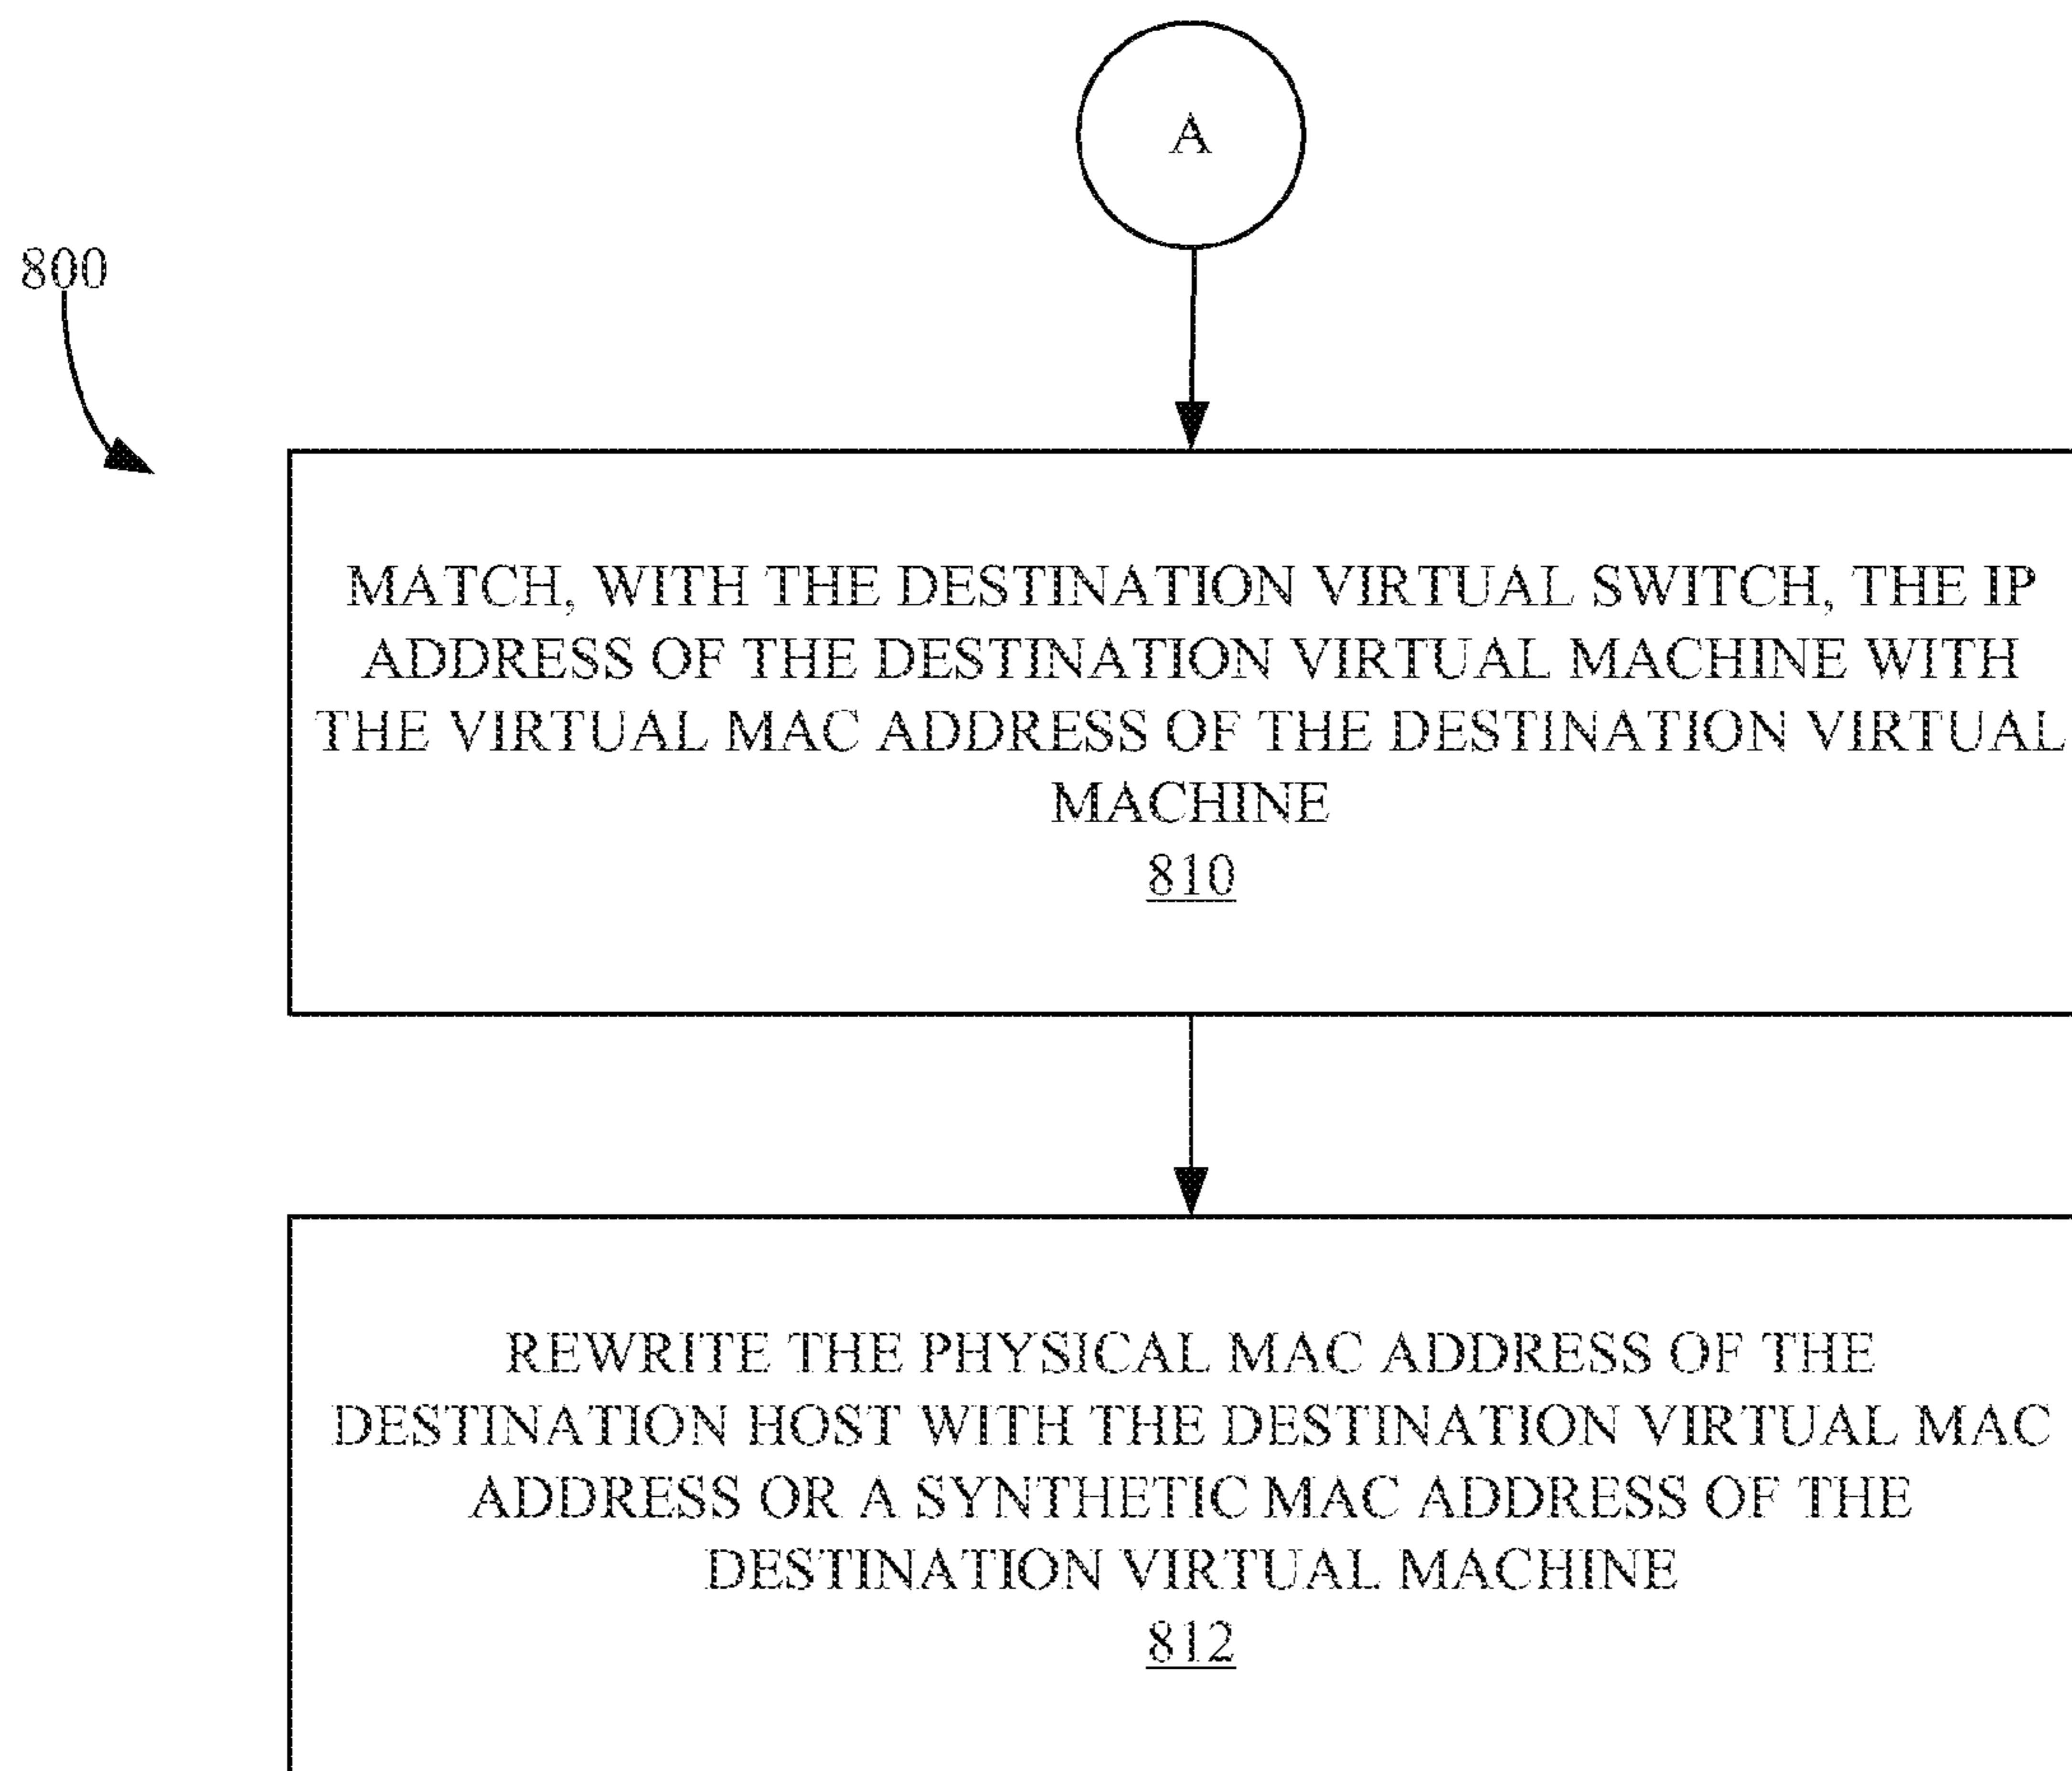 A
800
MATCH, WITH THE DESTINATION VIRTUAL SWITCH, THE IP
ADDRESS OF THE DESTINATION VIRTUAL MACHINE WITH
THE VIRTUAL MAC ADDRESS OF THE DESTINATION VIRTUAL
MACHINE
810
REWRITE THE PHYSICAL MAC ADDRESS OF THE
DESTINATION HOST WITH THE DESTINATION VIRTUAL MAC
ADDRESS OR A SYNTHETIC MAC ADDRESS OF THE
DESTINATION VIRTUAL MACHINE
812